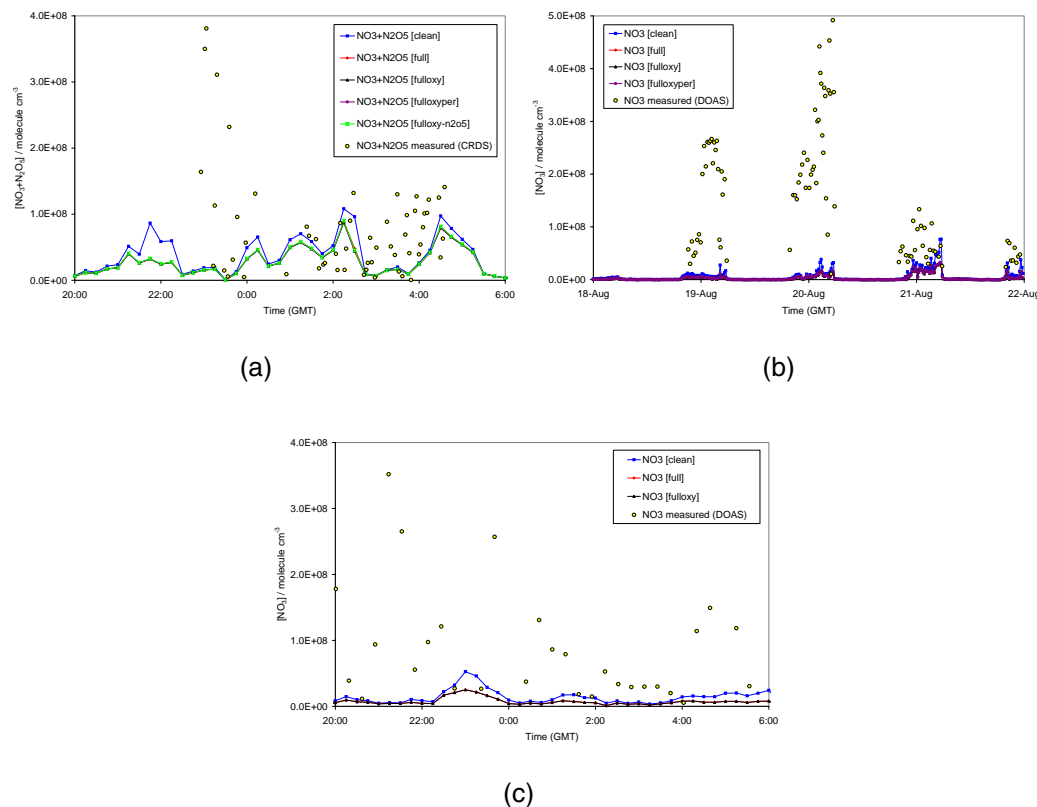 4.0E+08
3.0E+08
2.0E+08
1.0E+08
0.0E+00
[NO3+N2O5] / molecule cm-3
NO3+N2O5 [clean]
NO3+N2O5 [full]
NO3+N2O5 [fulloxy]
NO3+N2O5 [fulloxyper]
NO3+N2O5 [fulloxy-n2o5]
NO3+N2O5 measured (CRDS)
20:00 22:00 0:00 2:00 4:00 6:00
Time (GMT)
(a)
5.0E+08
4.0E+08
3.0E+08
2.0E+08
1.0E+08
0.0E+00
[NO3] / molecule cm-3
NO3 [clean]
NO3 [full]
NO3 [fulloxy]
NO3 [fulloxyper]
NO3 measured (DOAS)
18-Aug 19-Aug 20-Aug 21-Aug 22-Aug
Time (GMT)
(b)
4.0E+08
3.0E+08
2.0E+08
1.0E+08
0.0E+00
[NO3] / molecule cm-3
NO3 [clean]
NO3 [full]
NO3 [fulloxy]
NO3 measured (DOAS)
20:00 22:00 0:00 2:00 4:00 6:00
Time (GMT)
(c)